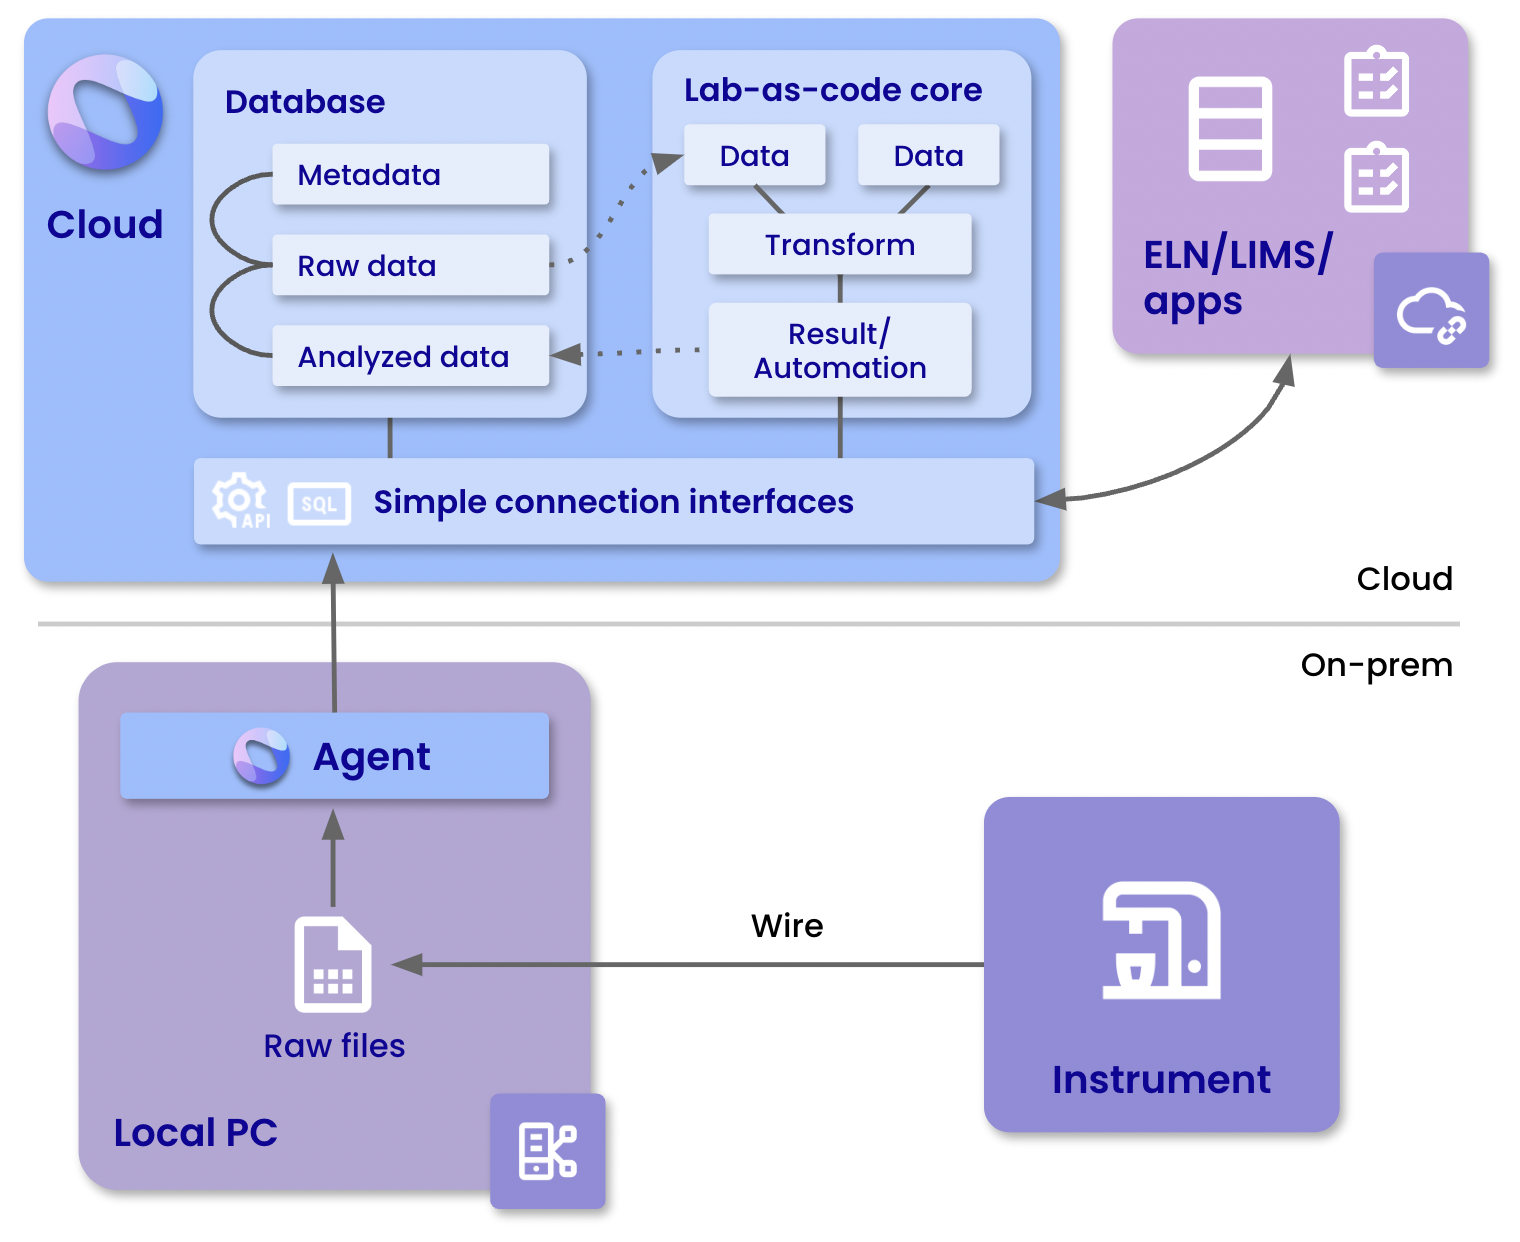 Cloud
Database
Metadata
Raw data
Analyzed data
Lab-as-code core
Data
Data
Transform
Result/
Automation
API
SQL
Simple connection interfaces
ELN/LIMS/
apps
Cloud
On-prem
Agent
Raw files
Local PC
Wire
Instrument